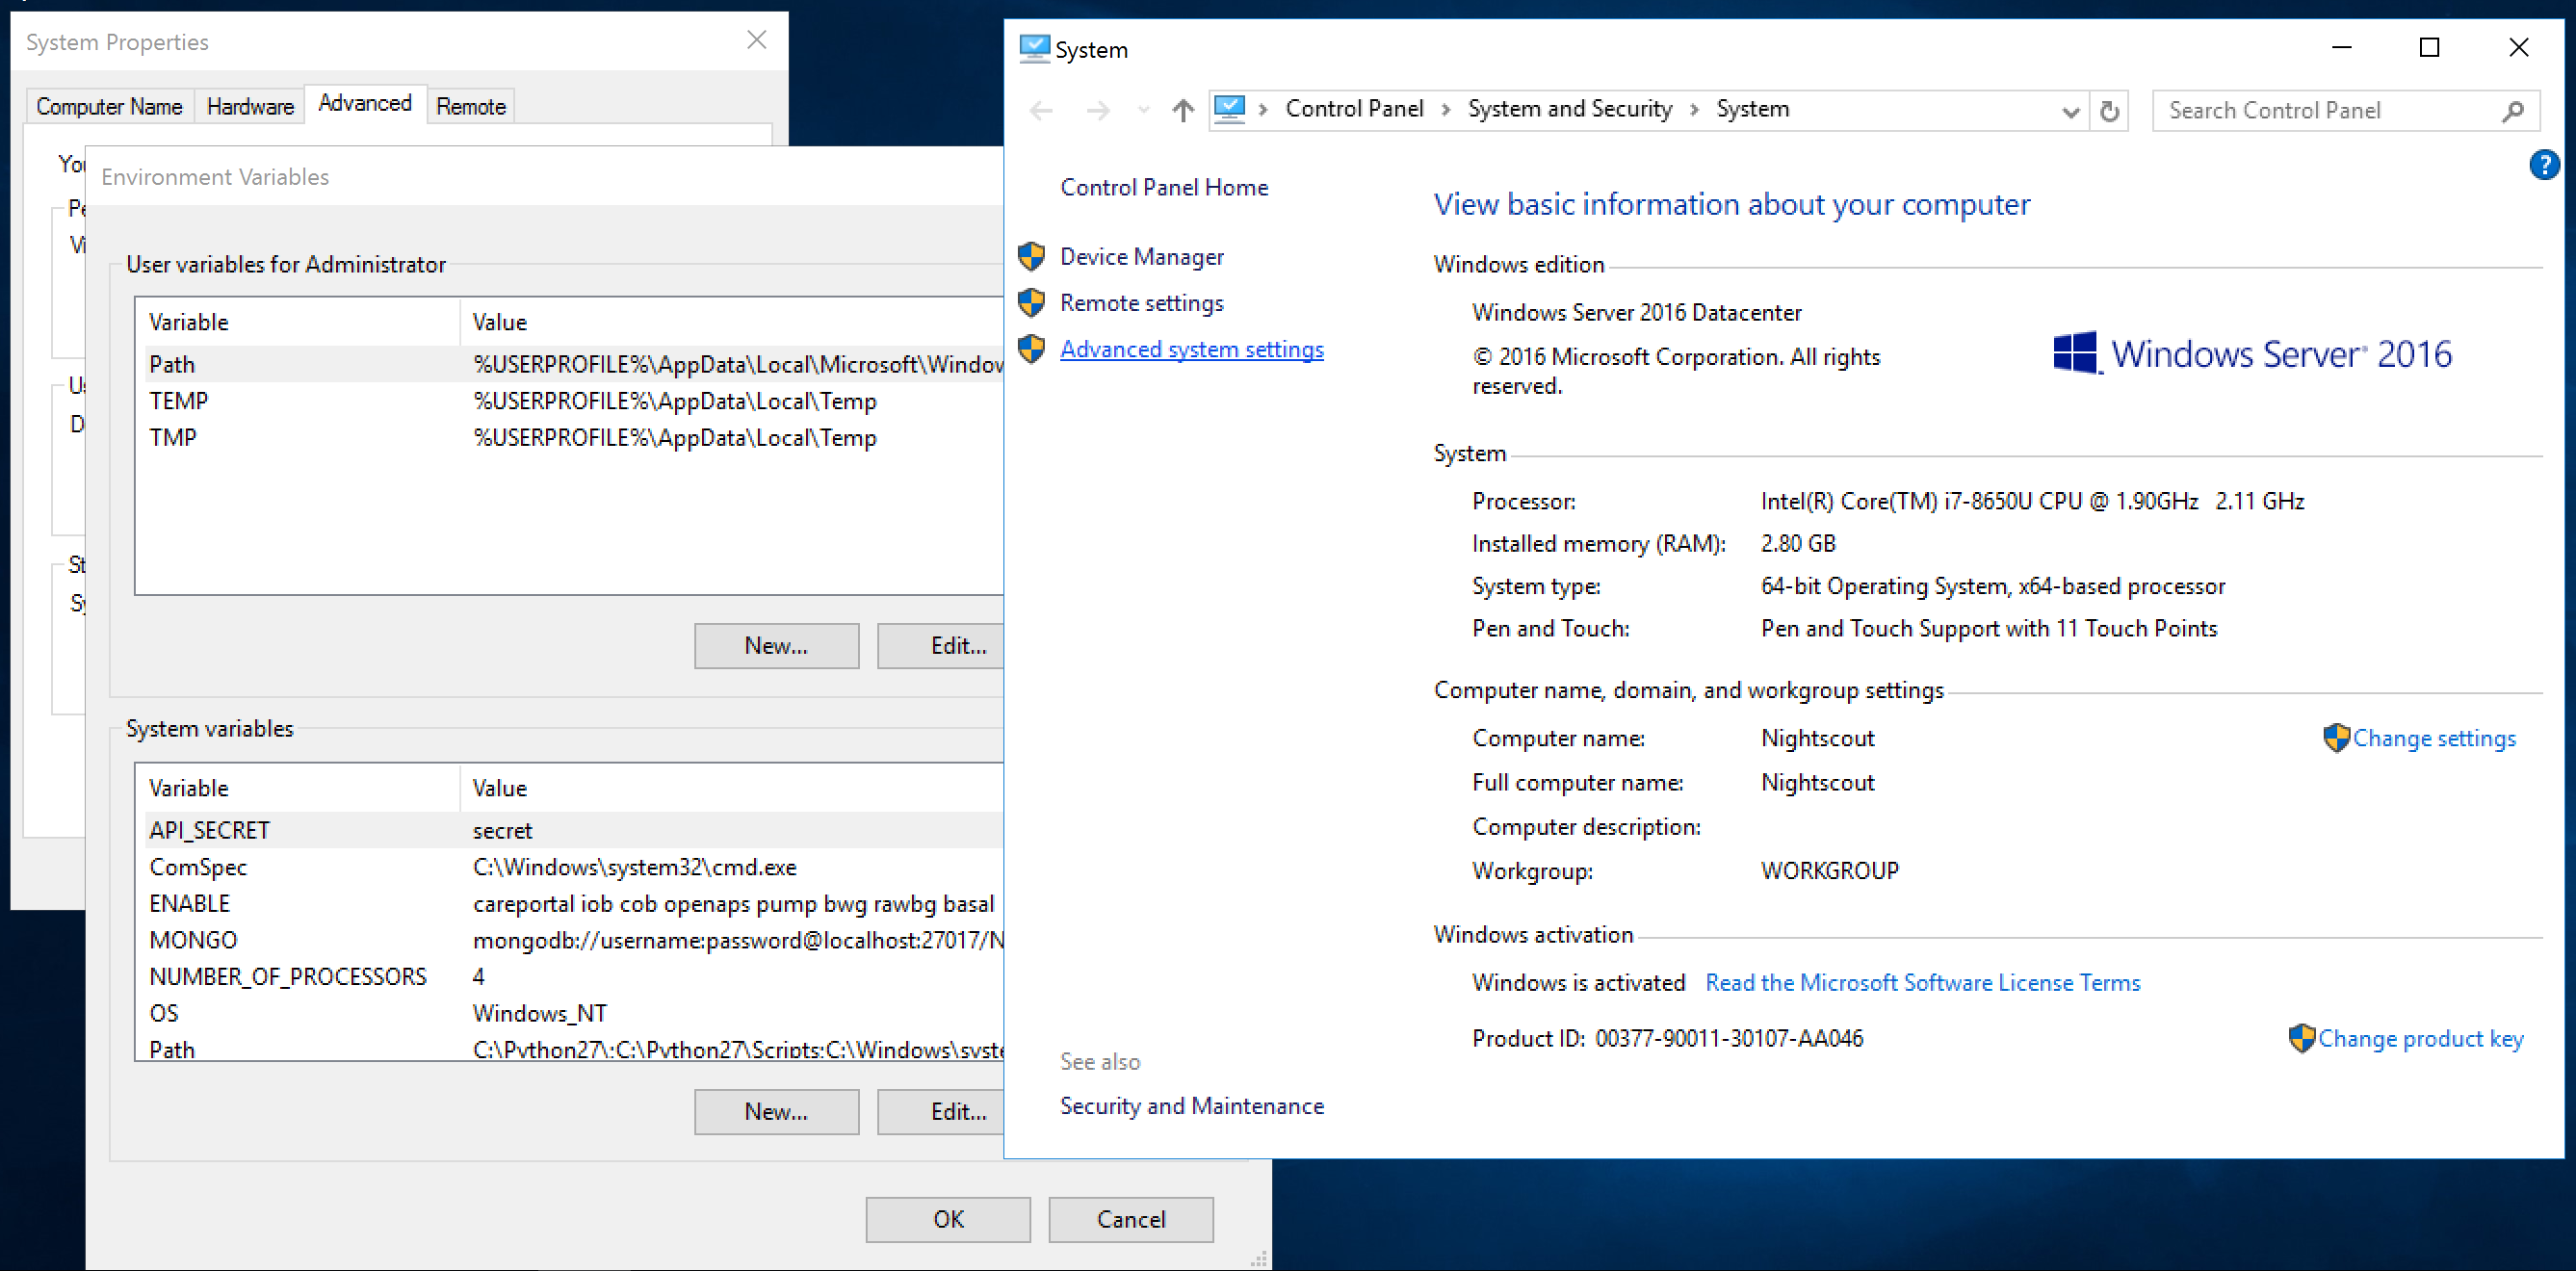 System Properties
Computer Name Hardware Advanced Remote
Environment Variables
User variables for Administrator
Variable Value
Path %USERPROFILE%\AppData\Local\Microsoft\Window
TEMP %USERPROFILE%\AppData\Local\Temp
TMP %USERPROFILE%\AppData\Local\Temp
New... Edit...
System variables
Variable Value
API_SECRET secret
ComSpec C:\Windows\system32\cmd.exe
ENABLE careportal iob cob openaps pump bwg rawbg basal
MONGO mongodb://username:password@localhost:27017/N
NUMBER_OF_PROCESSORS 4
OS Windows_NT
Path C:\Python27\;C:\Python27\Scripts;C:\Windows\syste
New... Edit...
OK Cancel
System
Control Panel System and Security System
Search Control Panel
?
Control Panel Home
Device Manager
Remote settings
Advanced system settings
See also
Security and Maintenance
View basic information about your computer
Windows edition
Windows Server 2016 Datacenter
© 2016 Microsoft Corporation. All rights
reserved.
Windows Server® 2016
System
Processor: Intel(R) Core(TM) i7-8650U CPU @ 1.90GHz 2.11 GHz
Installed memory (RAM): 2.80 GB
System type: 64-bit Operating System, x64-based processor
Pen and Touch: Pen and Touch Support with 11 Touch Points
Computer name, domain, and workgroup settings
Computer name: Nightscout
Change settings
Full computer name: Nightscout
Computer description:
Workgroup: WORKGROUP
Windows activation
Windows is activated Read the Microsoft Software License Terms
Product ID: 00377-90011-30107-AA046
Change product key